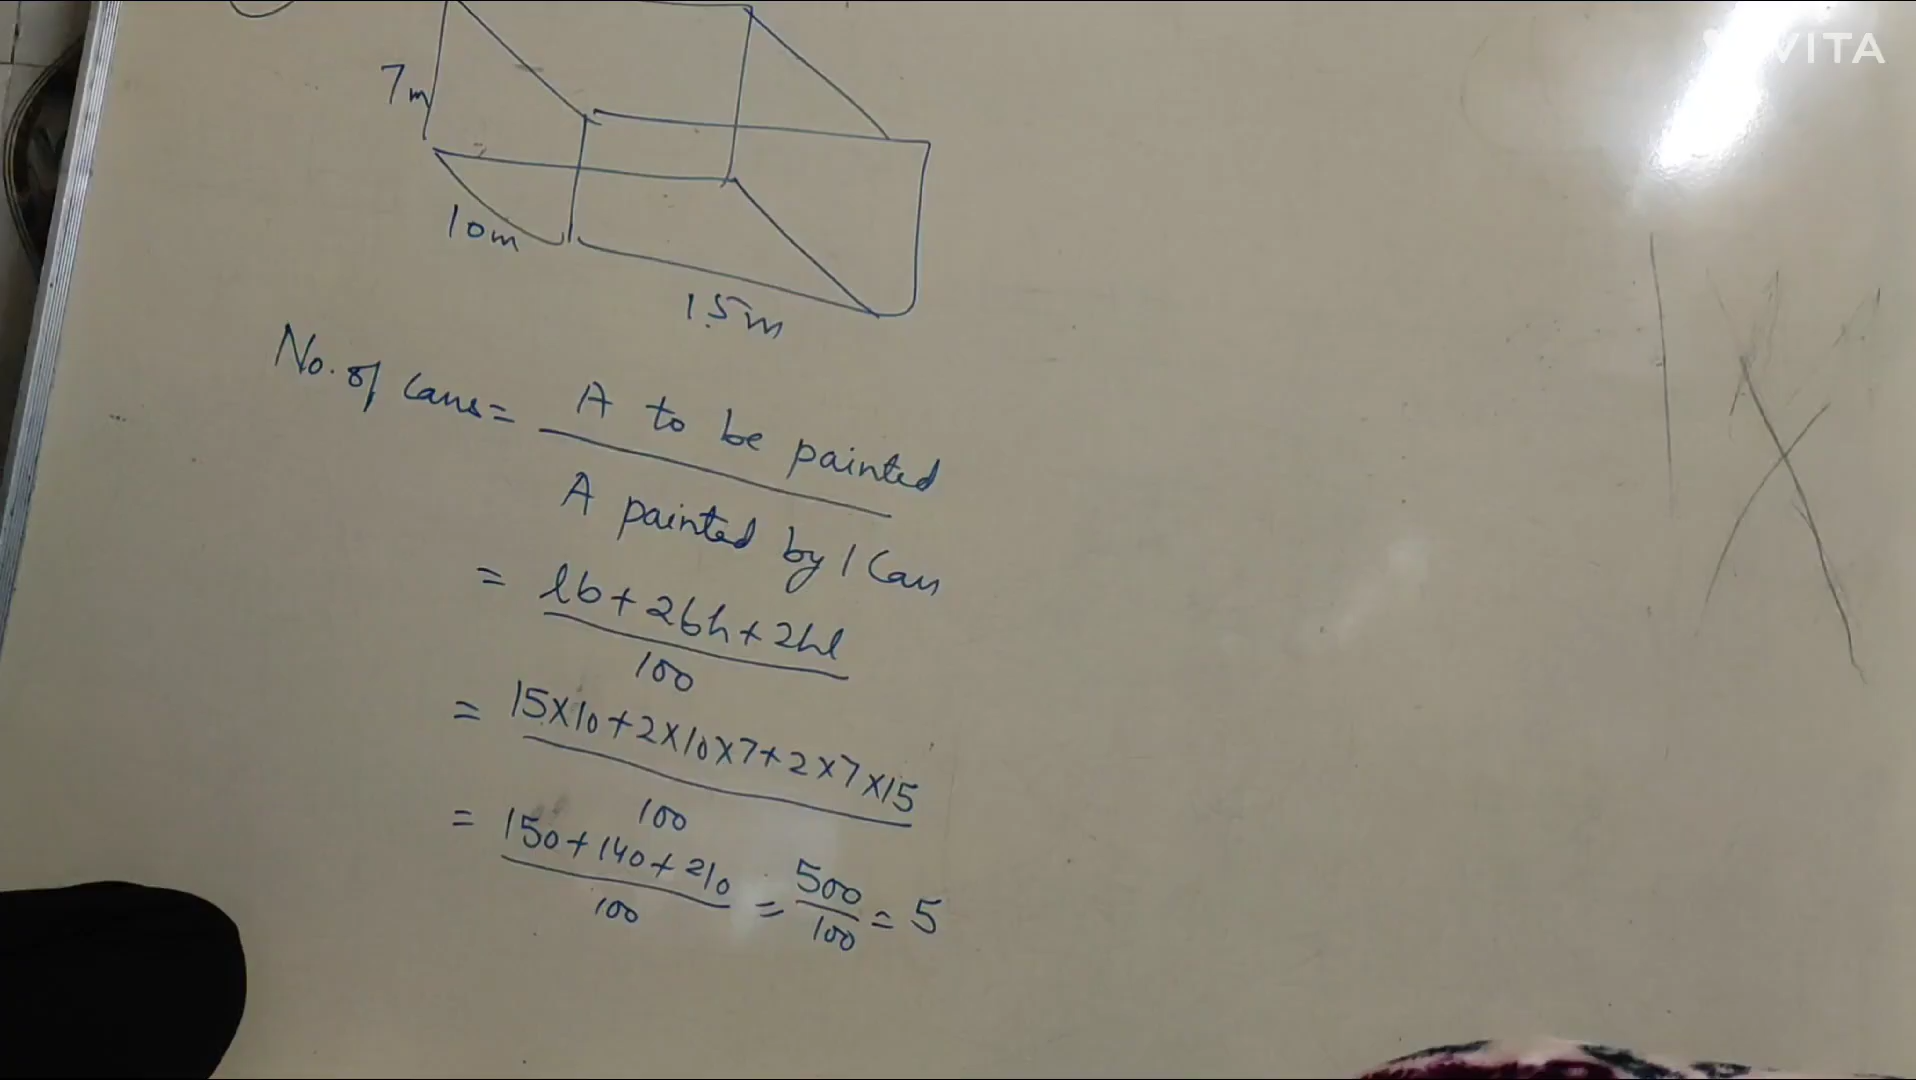 VITA
7m
10m
15m
No. of Cans = A to be painted
A painted by 1 Can
= lb + 2bh + 2hl
100
= 15×10 + 2×10×7 + 2×7×15
100
= 150 + 140 + 210 = 500 = 5
100 100